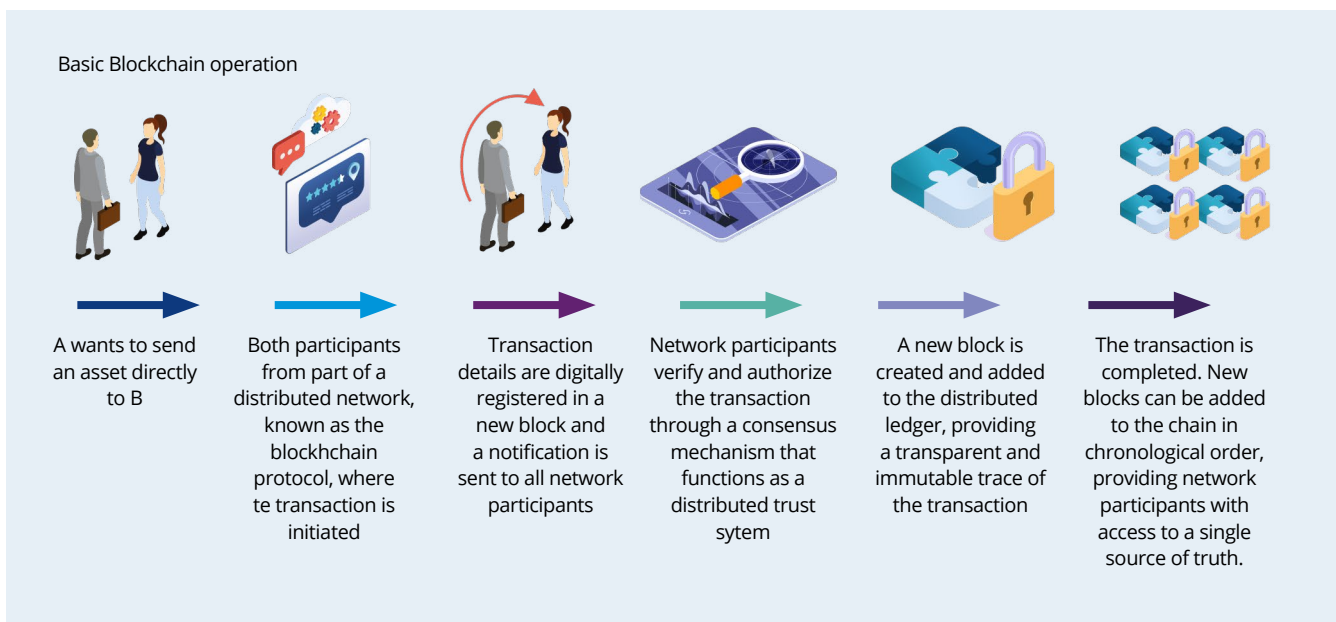 Basic Blockchain operation
A wants to send
an asset directly
to B
Both participants
from part of a
distributed network,
known as the
blockhchain
protocol, where
te transaction is
initiated
Transaction
details are digitally
registered in a
new block and
a notification is
sent to all network
participants
Network participants
verify and authorize
the transaction
through a consensus
mechanism that
functions as a
distributed trust
sytem
A new block is
created and added
to the distributed
ledger, providing
a transparent and
immutable trace of
the transaction
The transaction is
completed. New
blocks can be added
to the chain in
chronological order,
providing network
participants with
access to a single
source of truth.